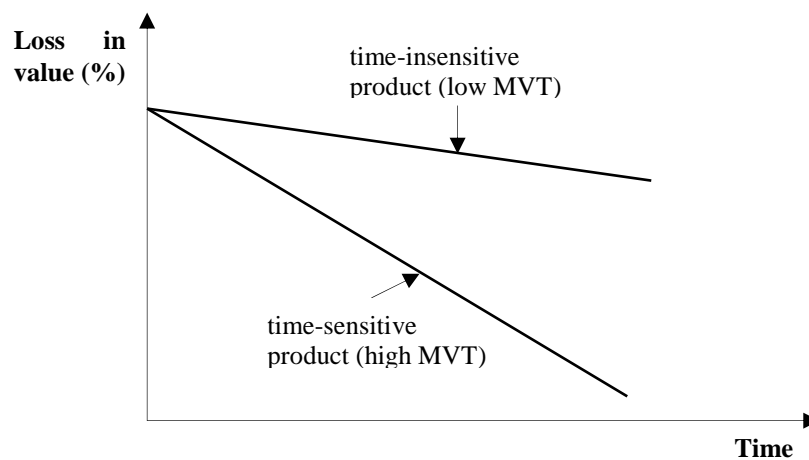 Loss in
value (%)
time-insensitive
product (low MVT)
time-sensitive
product (high MVT)
Time